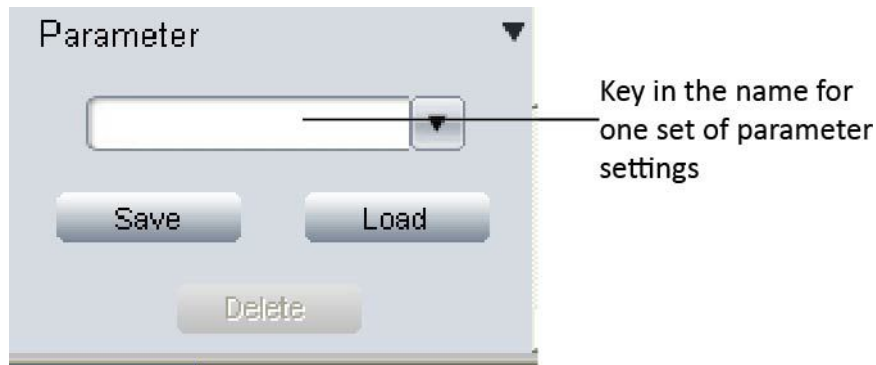 Parameter
Key in the name for
one set of parameter
settings
Save Load
Delete